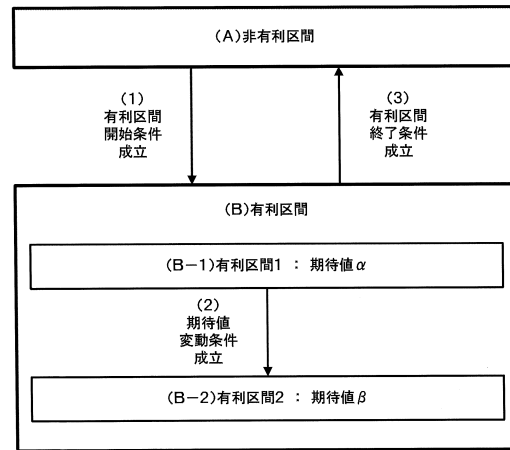 (A)非有利区間
(1)
有利区間
開始条件
成立
(3)
有利区間
終了条件
成立
(B)有利区間
(B-1)有利区間1 : 期待値α
(2)
期待値
変動条件
成立
(B-2)有利区間2 : 期待値β